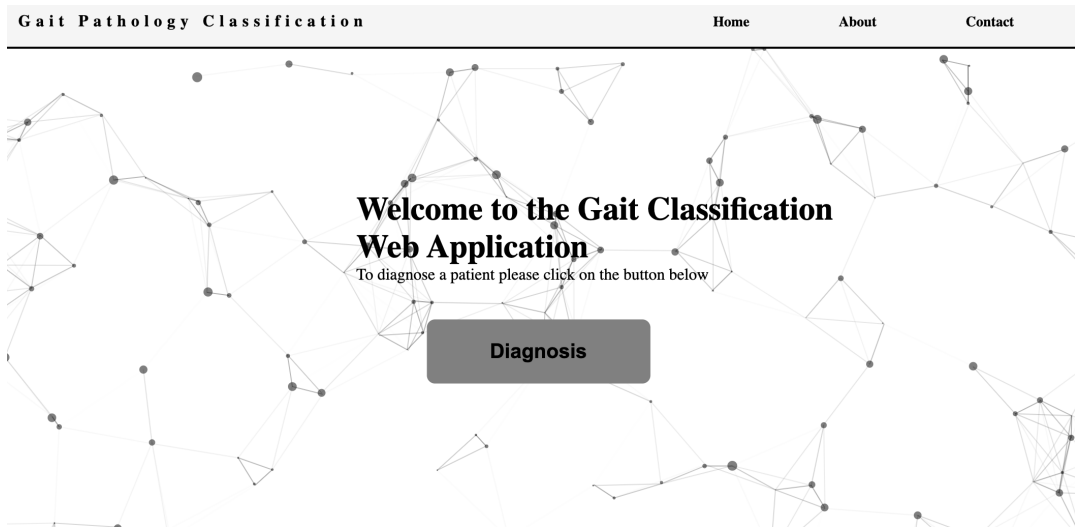 Gait Pathology Classification
Home About Contact
Welcome to the Gait Classification
Web Application
To diagnose a patient please click on the button below
Diagnosis